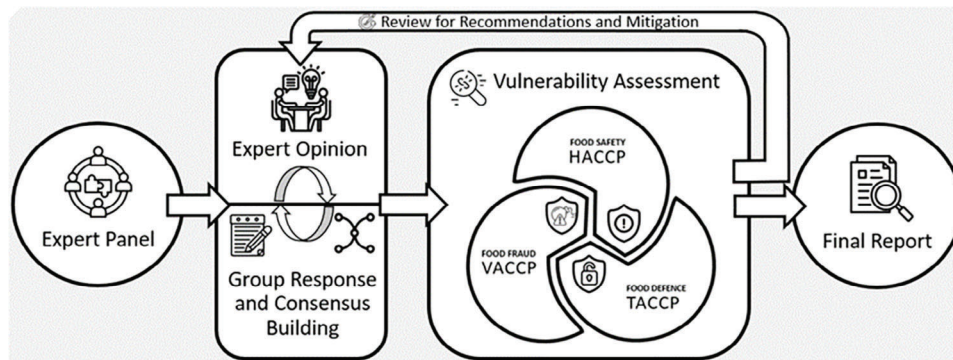 Review for Recommendations and Mitigation
Expert Panel
Expert Opinion
Group Response
and Consensus
Building
Vulnerability Assessment
FOOD SAFETY
HACCP
FOOD FRAUD
VACCP
FOOD DEFENCE
TACCP
Final Report